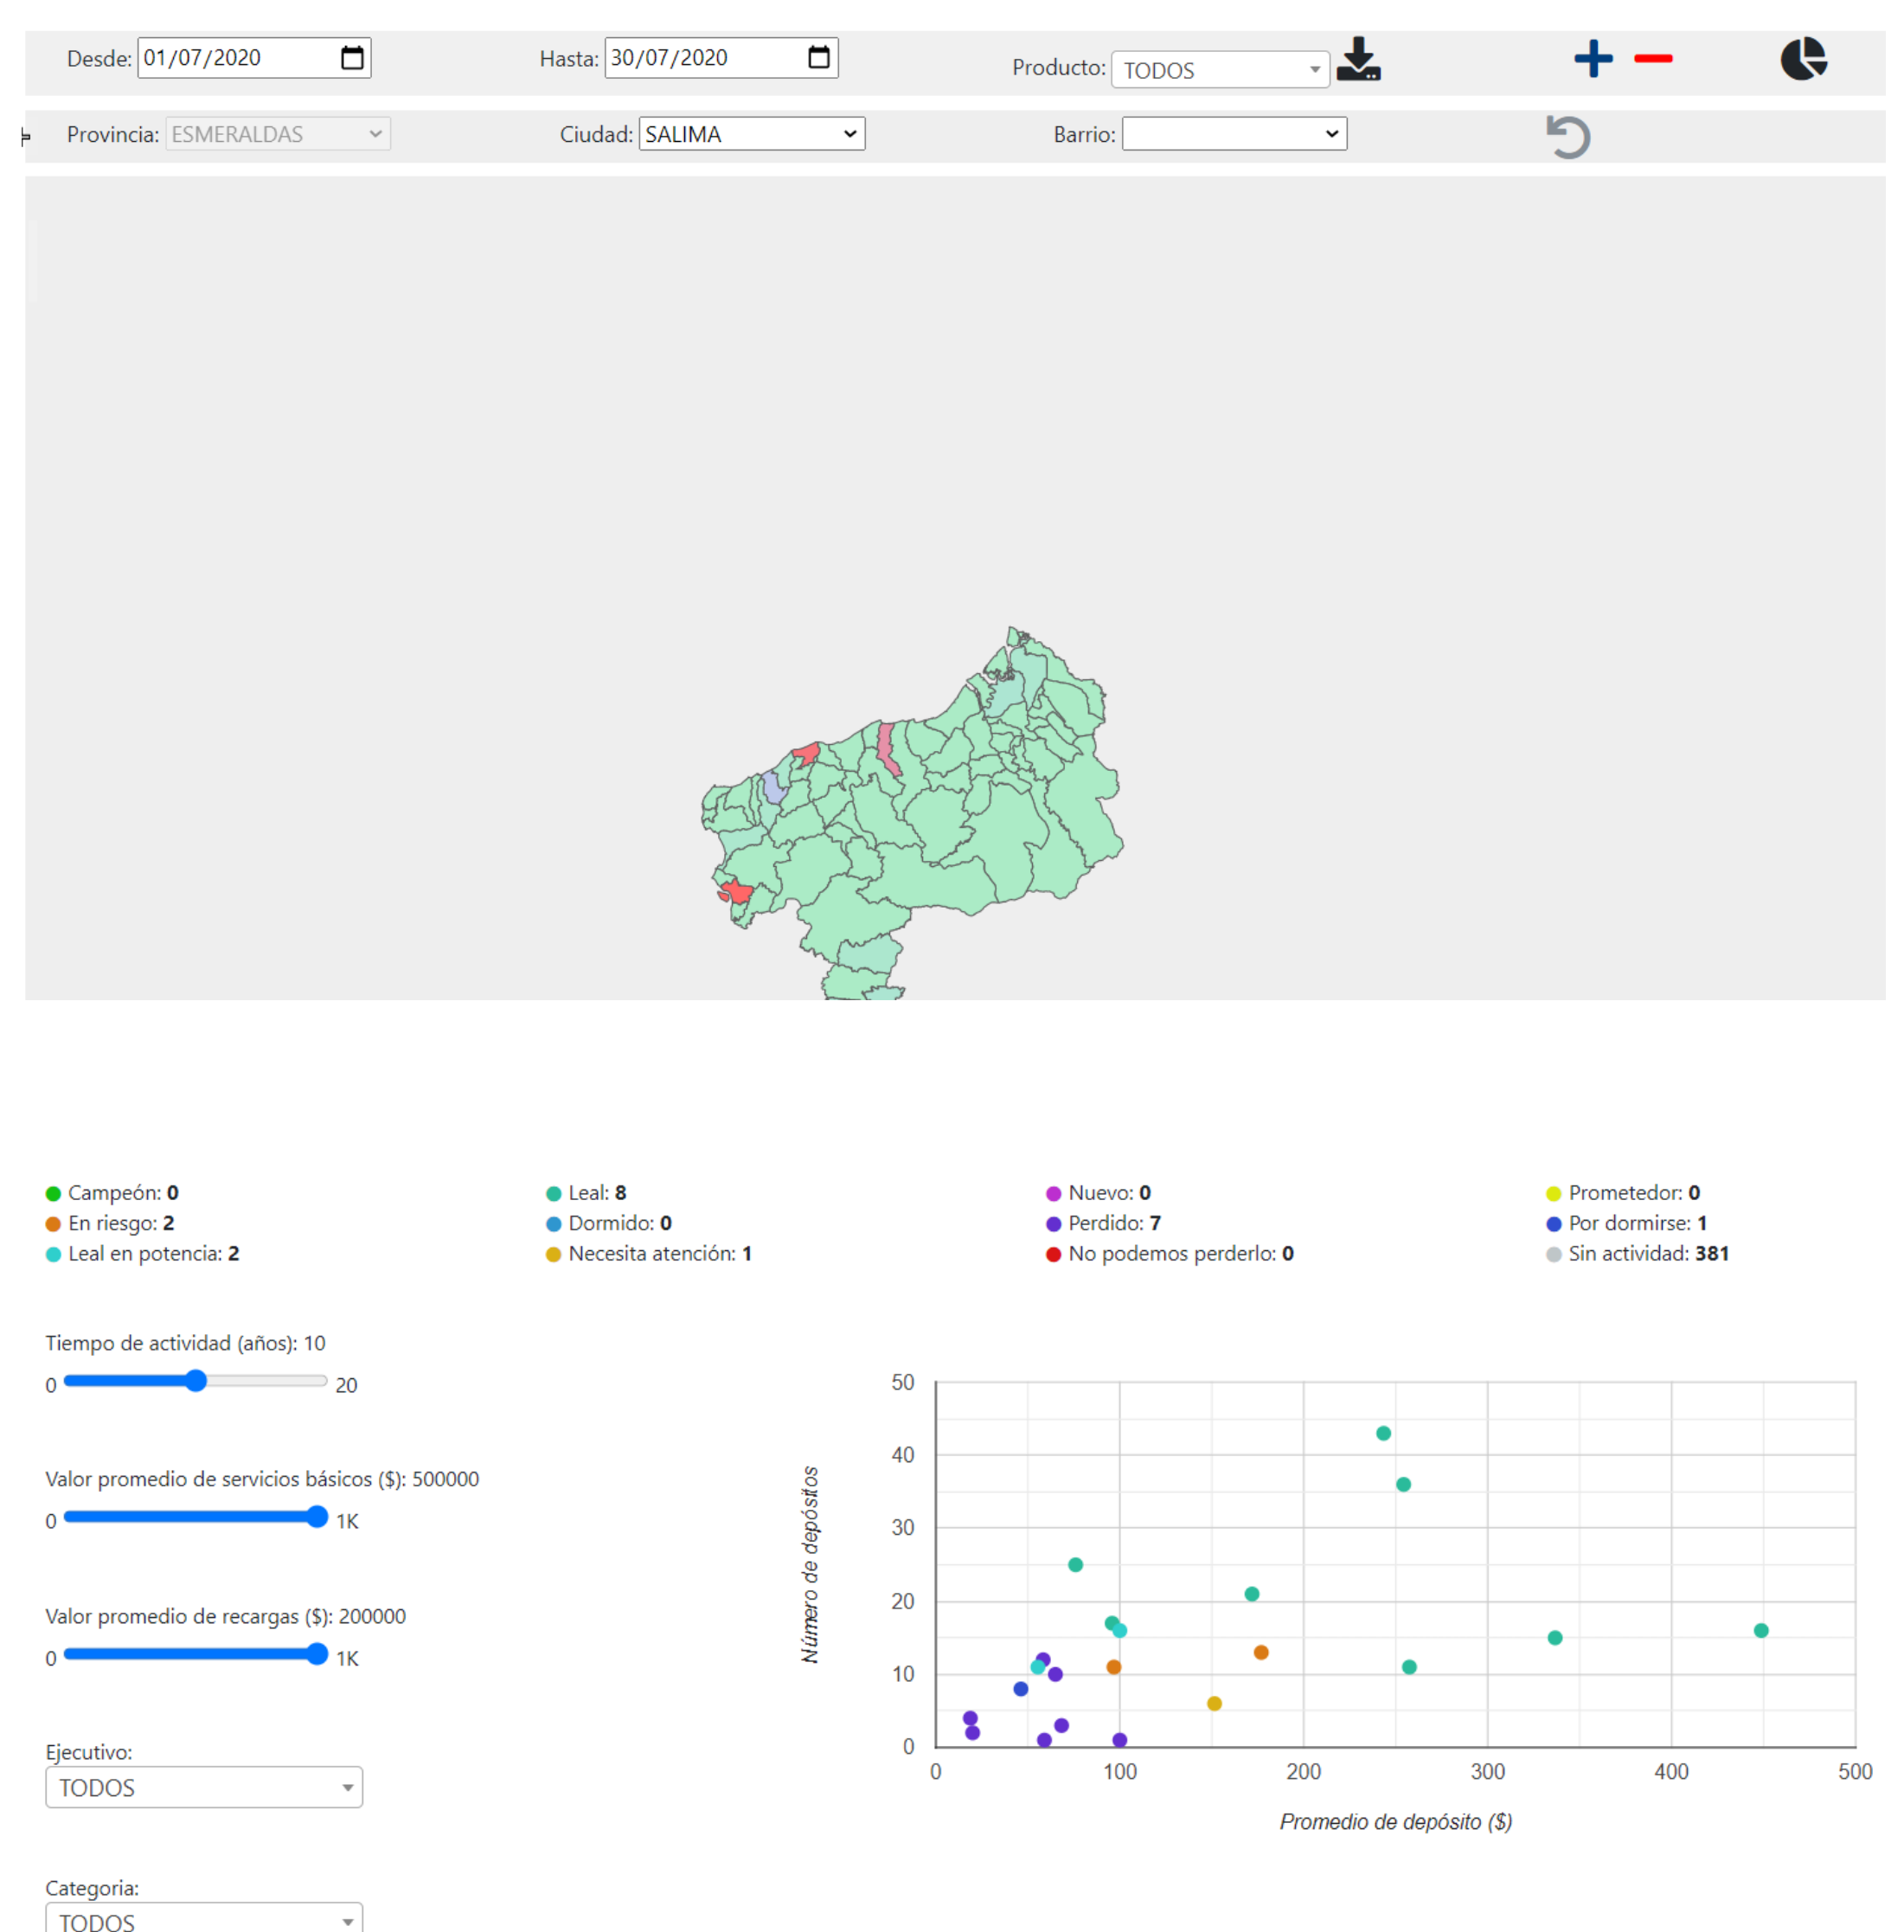 Desde: 01/07/2020 Hasta: 30/07/2020 Producto: TODOS
Provincia: ESMERALDAS Ciudad: SALIMA Barrio:
Campeón: 0 Leal: 8 Nuevo: 0 Prometedor: 0
En riesgo: 2 Dormido: 0 Perdido: 7 Por dormirse: 1
Leal en potencia: 2 Necesita atención: 1 No podemos perderlo: 0 Sin actividad: 381
Tiempo de actividad (años): 10
0 20
Valor promedio de servicios básicos ($): 500000
0 1K
Valor promedio de recargas ($): 200000
0 1K
Ejecutivo:
TODOS
Categoria:
TODOS
Número de depósitos
50
40
30
20
10
0
0 100 200 300 400 500
Promedio de depósito ($)